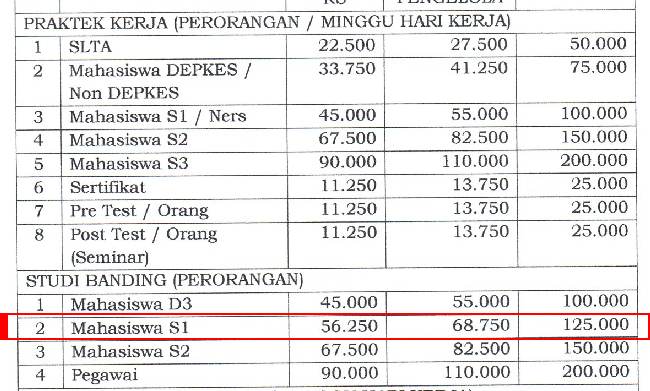 PRAKTEK KERJA (PERORANGAN / MINGGU HARI KERJA)
1 SLTA 22.500 27.500 50.000
2 Mahasiswa DEPKES / 33.750 41.250 75.000
Non DEPKES
3 Mahasiswa S1 / Ners 45.000 55.000 100.000
4 Mahasiswa S2 67.500 82.500 150.000
5 Mahasiswa S3 90.000 110.000 200.000
6 Sertifikat 11.250 13.750 25.000
7 Pre Test / Orang 11.250 13.750 25.000
8 Post Test / Orang 11.250 13.750 25.000
(Seminar)
STUDI BANDING (PERORANGAN)
1 Mahasiswa D3 45.000 55.000 100.000
2 Mahasiswa S1 56.250 68.750 125.000
3 Mahasiswa S2 67.500 82.500 150.000
4 Pegawai 90.000 110.000 200.000